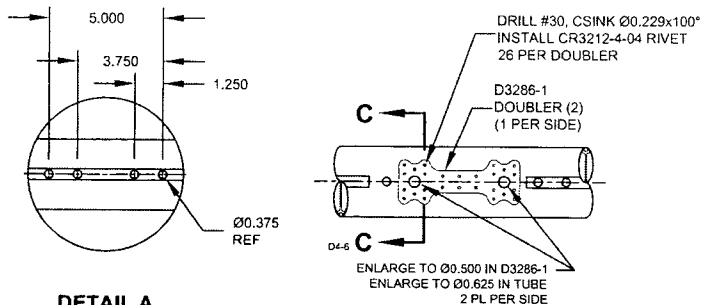 5.000
3.750
1.250
Ø0.375
REF
DETAIL A
DRILL #30, CSINK Ø0.229x100°
INSTALL CR3212-4-04 RIVET
26 PER DOUBLER
D3286-1
DOUBLER (2)
(1 PER SIDE)
C
D4-6 C
ENLARGE TO Ø0.500 IN D3286-1
ENLARGE TO Ø0.625 IN TUBE
2 PL PER SIDE